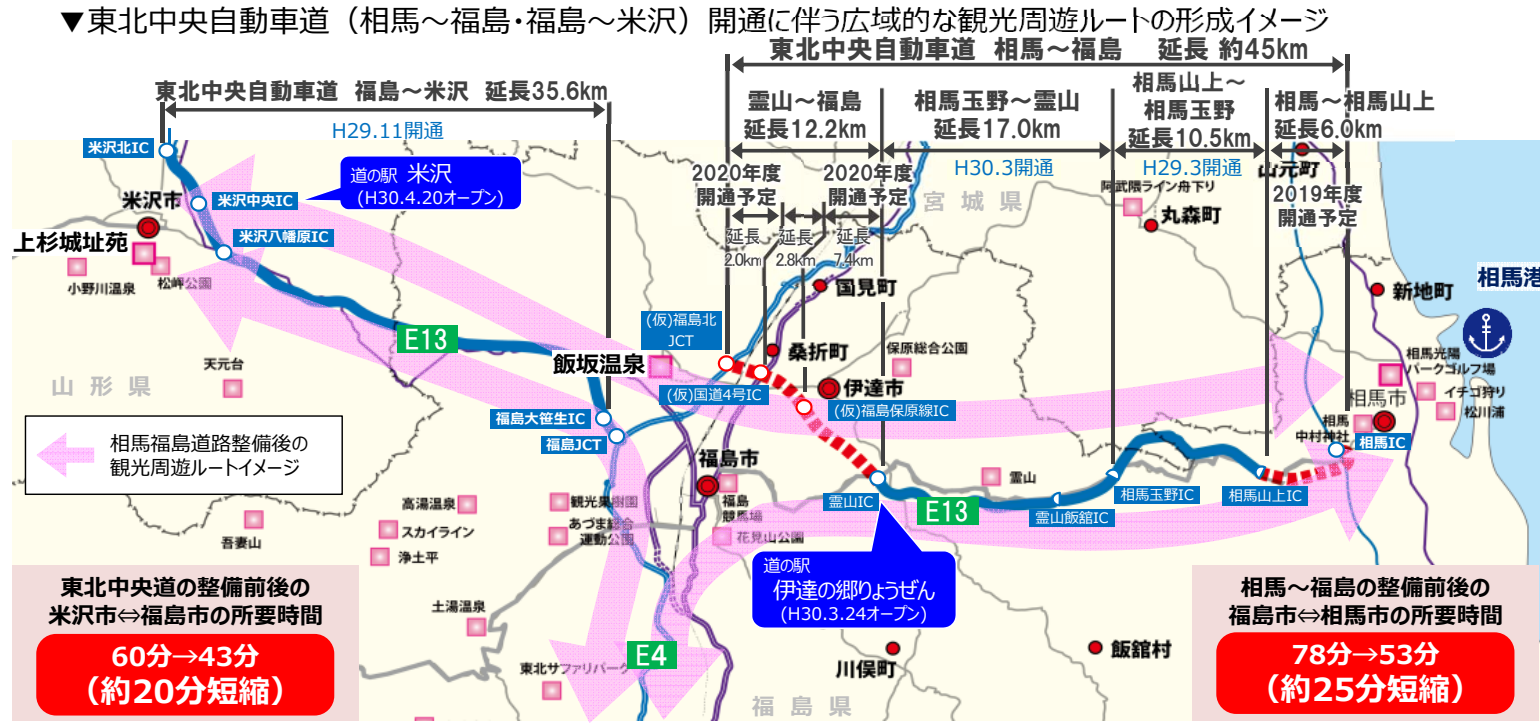 ▼東北中央自動車道（相馬～福島・福島～米沢）開通に伴う広域的な観光周遊ルートの形成イメージ
東北中央自動車道 相馬～福島 延長 約45km
東北中央自動車道 福島～米沢 延長35.6km
H29.11開通
霊山～福島
延長12.2km
相馬玉野～霊山
延長17.0km
H30.3開通
相馬山上～
相馬玉野
延長10.5km
H29.3開通
相馬～相馬山上
延長6.0km
2019年度
開通予定
2020年度
開通予定
2020年度
開通予定
延長
2.0km
延長
2.8km
延長
7.4km
米沢北IC
道の駅 米沢
(H30.4.20オープン)
米沢市
米沢中央IC
米沢八幡原IC
上杉城址苑
小野川温泉
松岬公園
天元台
山形県
E13
宮城県
阿武隈ライン舟下り
丸森町
山元町
新地町
相馬港
国見町
桑折町
(仮)福島北
JCT
飯坂温泉
(仮)国道4号IC
保原総合公園
伊達市
(仮)福島保原線IC
相馬光陽
パークゴルフ場
イチゴ狩り
松川浦
相馬市
相馬
中村神社
相馬IC
福島大笹生IC
福島JCT
相馬福島道路整備後の
観光周遊ルートイメージ
福島市
福島
競馬場
花見山公園
霊山
霊山IC
E13
霊山飯舘IC
相馬玉野IC
相馬山上IC
高湯温泉
スカイライン
浄土平
吾妻山
観光果樹園
あづま総合
運動公園
土湯温泉
東北サファリパーク
E4
道の駅
伊達の郷りょうぜん
(H30.3.24オープン)
川俣町
飯舘村
福島県
東北中央道の整備前後の
米沢市⇔福島市の所要時間
60分→43分
（約20分短縮）
相馬～福島の整備前後の
福島市⇔相馬市の所要時間
78分→53分
（約25分短縮）